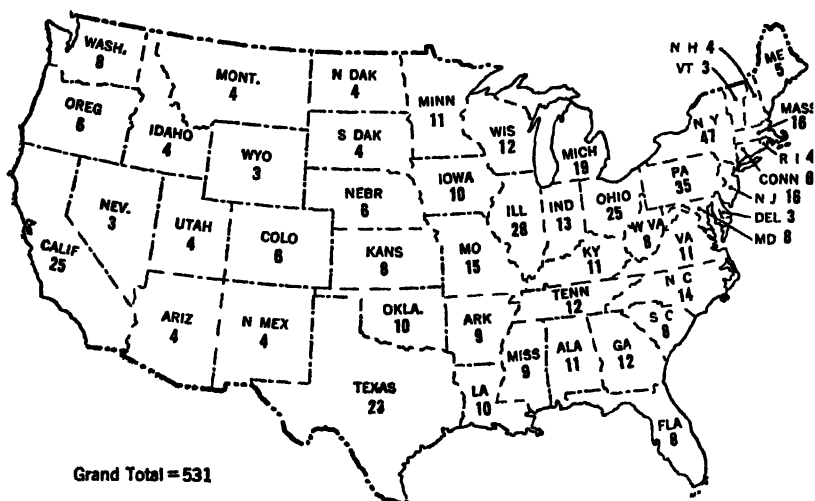 WASH.
8
OREG
6
CALIF
25
IDAHO
4
NEV.
3
MONT.
4
WYO
3
UTAH
4
COLO
6
ARIZ
4
N MEX
4
N DAK
4
S DAK
4
NEBR
6
KANS
8
OKLA.
10
TEXAS
23
MINN
11
IOWA
10
MO
15
ARK
9
LA
10
WIS
12
ILL
28
MICH
19
IND
13
OHIO
25
KY
11
TENN
12
MISS
9
ALA
11
GA
12
FLA
8
S C
8
N C
14
VA
11
W VA
8
PA
35
N Y
47
N H 4
VT 3
ME
5
MASS
16
R I 4
CONN 8
N J 16
DEL 3
MD 8
Grand Total = 531